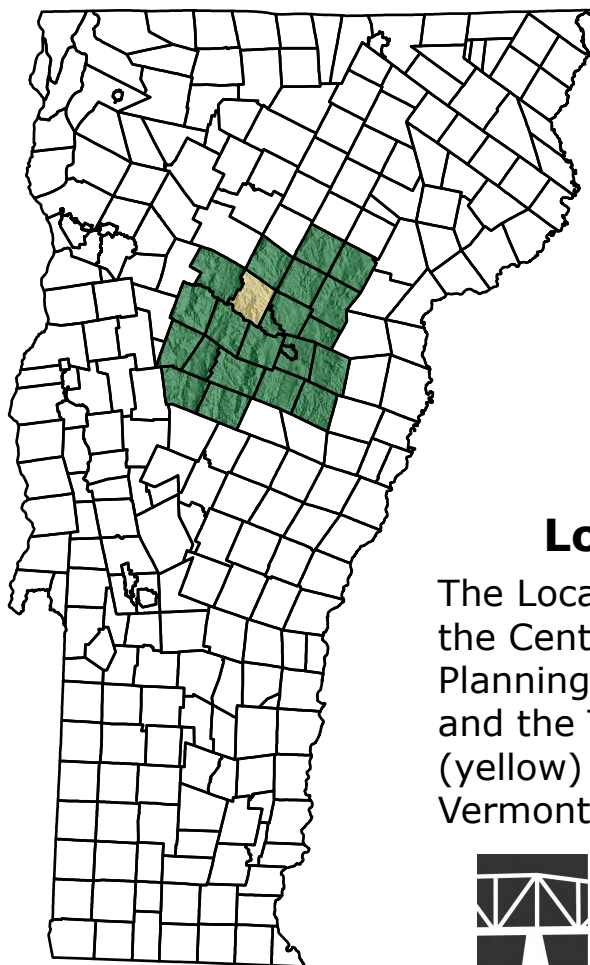 Lo
The Loca
the Cent
Planning
and the
(yellow)
Vermont